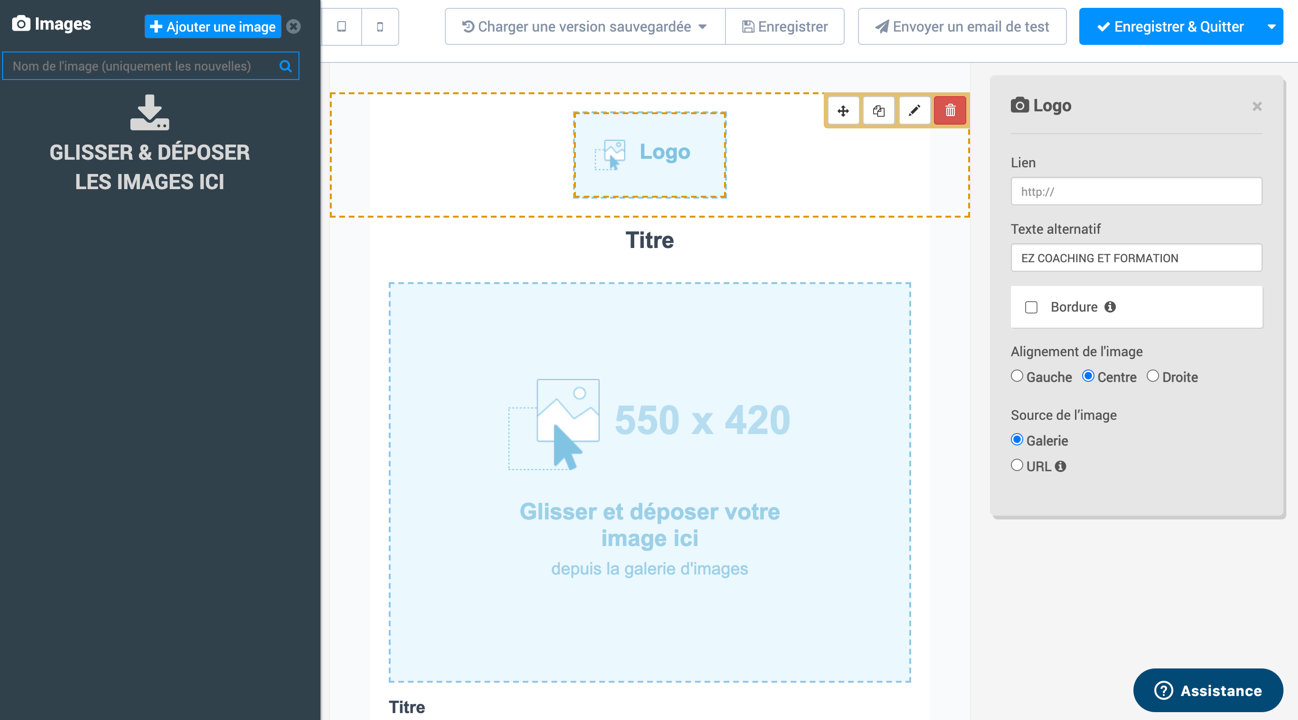 Images
Ajouter une image
Nom de l'image (uniquement les nouvelles)
GLISSER & DÉPOSER
LES IMAGES ICI
Charger une version sauvegardée
Enregistrer
Envoyer un email de test
Enregistrer & Quitter
Logo
Titre
550 x 420
Glisser et déposer votre
image ici
depuis la galerie d'images
Titre
Logo
Lien
http://
Texte alternatif
EZ COACHING ET FORMATION
Bordure
Alignement de l'image
Gauche Centre Droite
Source de l'image
Galerie
URL
Assistance